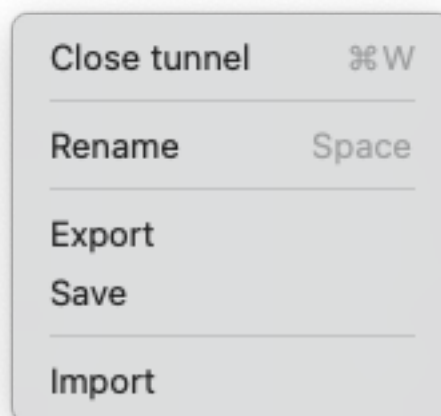 Close tunnel ⌘W
Rename Space
Export
Save
Import